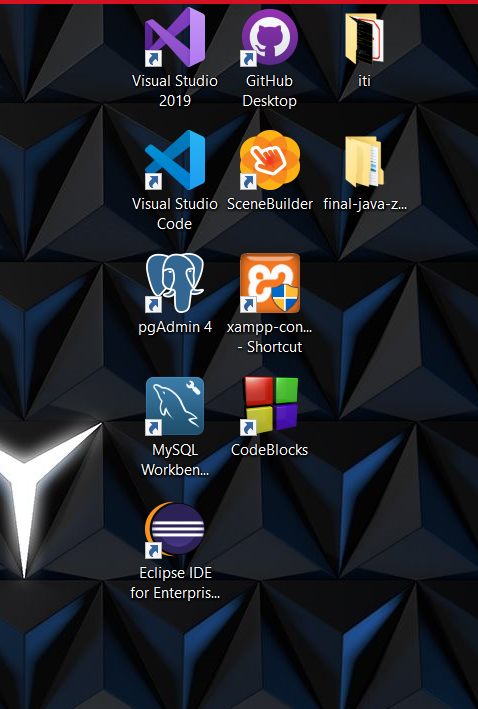 Visual Studio
2019
GitHub
Desktop
iti
Visual Studio
Code
SceneBuilder
final-java-z...
pgAdmin 4
xampp-con...
- Shortcut
MySQL
Workben...
CodeBlocks
Eclipse IDE
for Enterpris...